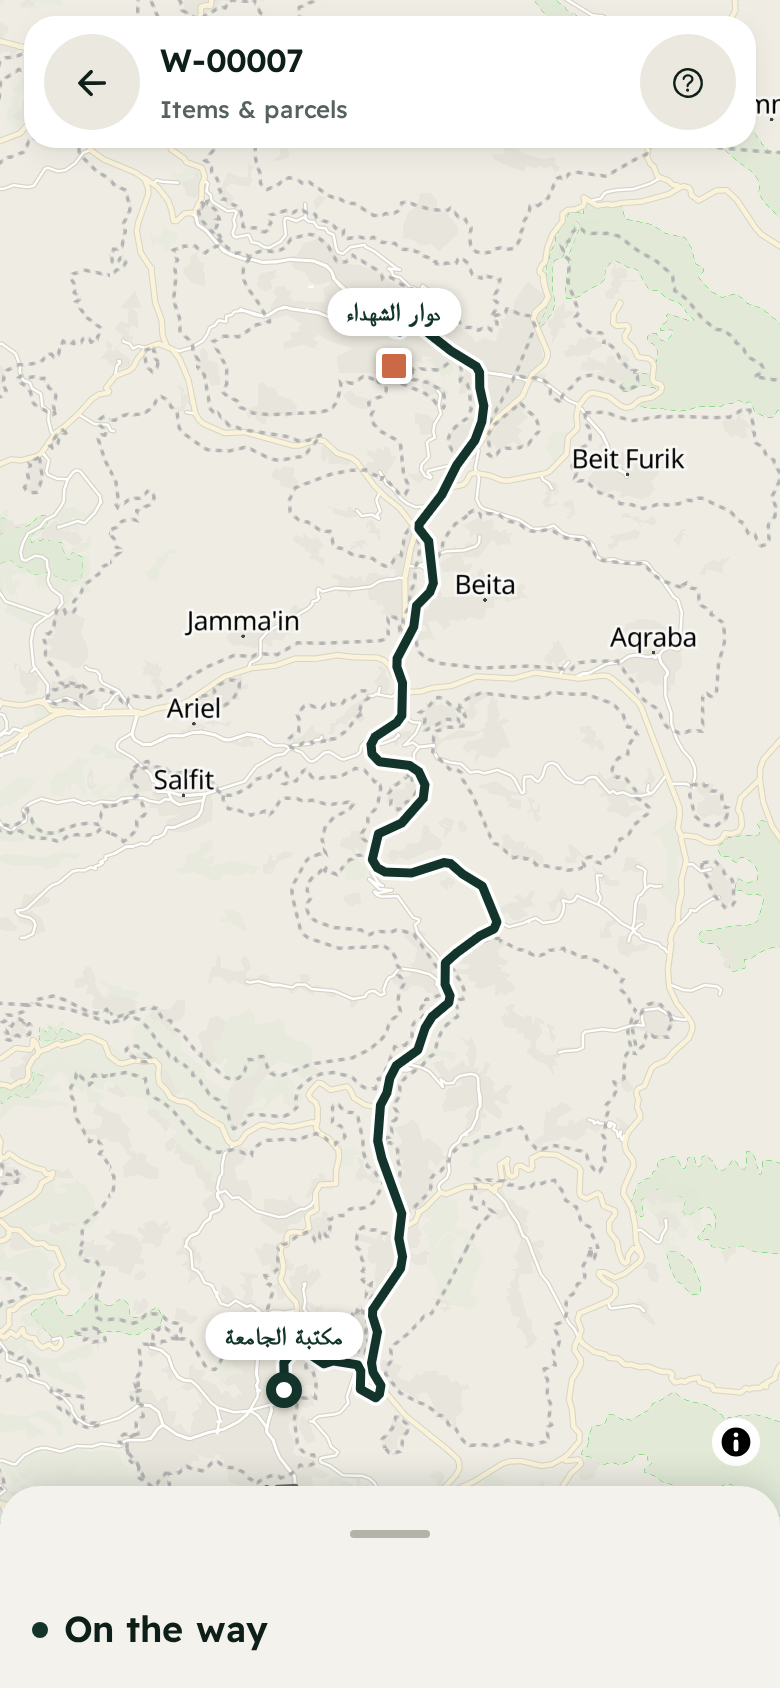 W-00007
Items & parcels
دوار الشهداء
Beit Furik
Beita
Jamma'in
Aqraba
Ariel
Salfit
مكتبة الجامعة
On the way